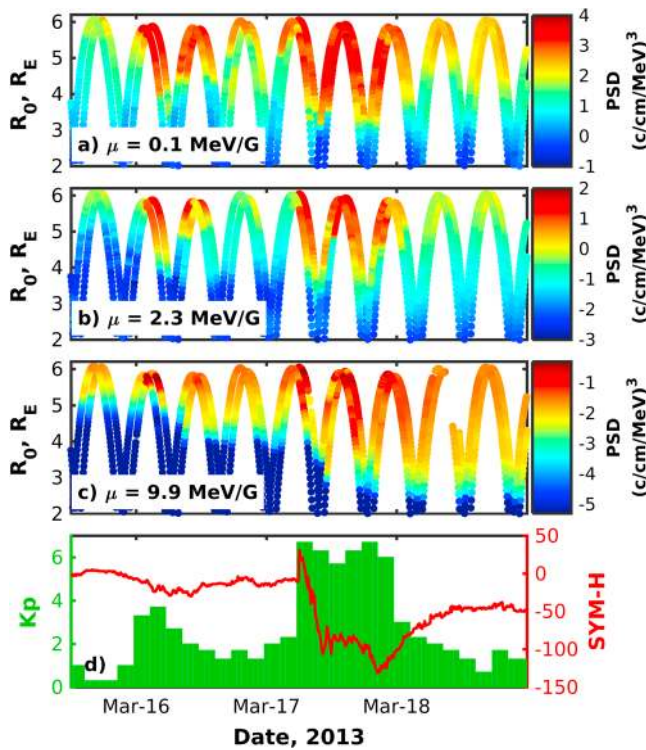 6
5
4
3
2
R₀, R_E
a) μ = 0.1 MeV/G
4
3
2
1
0
-1
PSD
(c/cm/MeV)³
6
5
4
3
2
R₀, R_E
b) μ = 2.3 MeV/G
2
1
0
-1
-2
-3
PSD
(c/cm/MeV)³
6
5
4
3
2
R₀, R_E
c) μ = 9.9 MeV/G
-1
-2
-3
-4
-5
PSD
(c/cm/MeV)³
6
4
2
0
Kp
d)
50
0
-50
-100
-150
SYM-H
Mar-16 Mar-17 Mar-18
Date, 2013